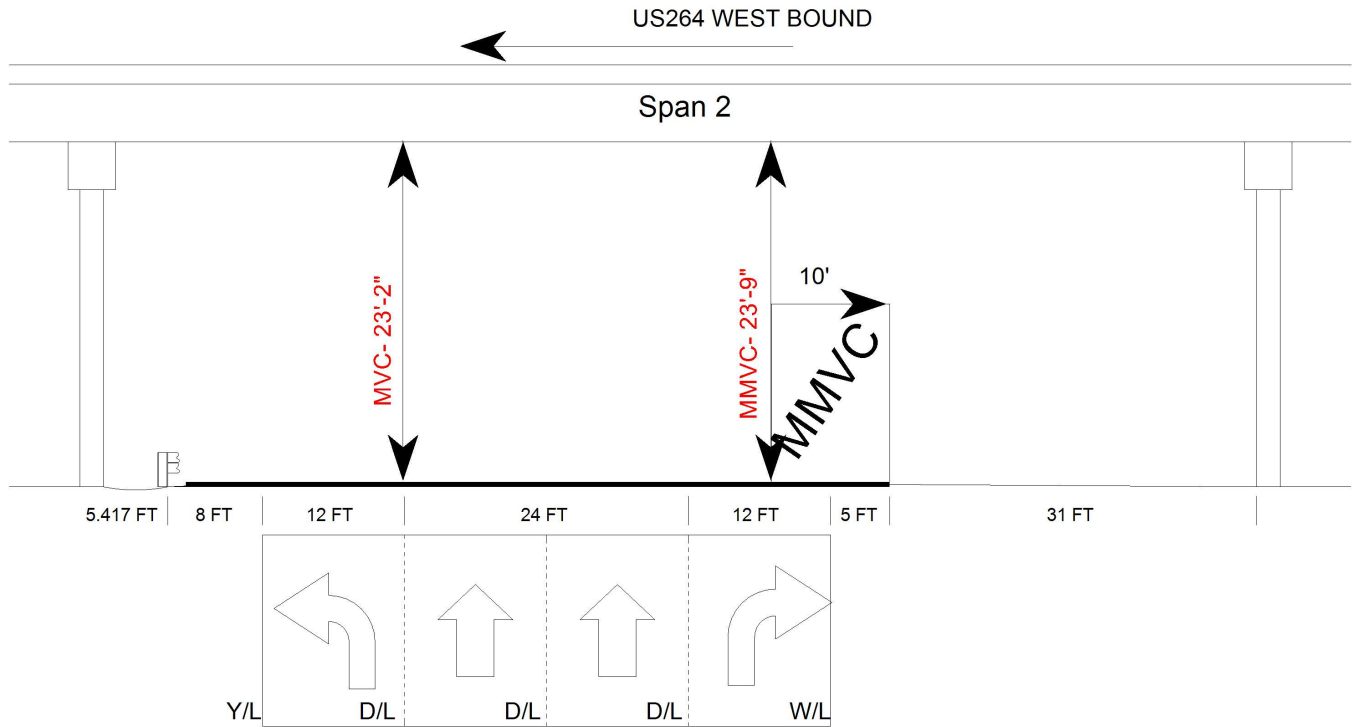 US264 WEST BOUND
Span 2
MVC- 23'-2"
MMVC- 23'-9"
10'
MMVC
5.417 FT 8 FT 12 FT 24 FT 12 FT 5 FT 31 FT
Y/L D/L D/L D/L W/L